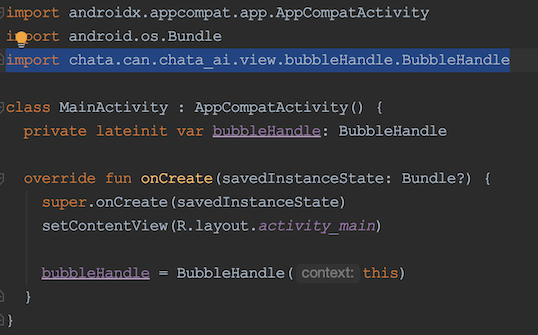 import androidx.appcompat.app.AppCompatActivity
import android.os.Bundle
import chata.can.chata_ai.view.bubbleHandle.BubbleHandle
class MainActivity : AppCompatActivity() {
private lateinit var bubbleHandle: BubbleHandle
override fun onCreate(savedInstanceState: Bundle?) {
super.onCreate(savedInstanceState)
setContentView(R.layout.activity_main)
bubbleHandle = BubbleHandle( context: this)
}
}